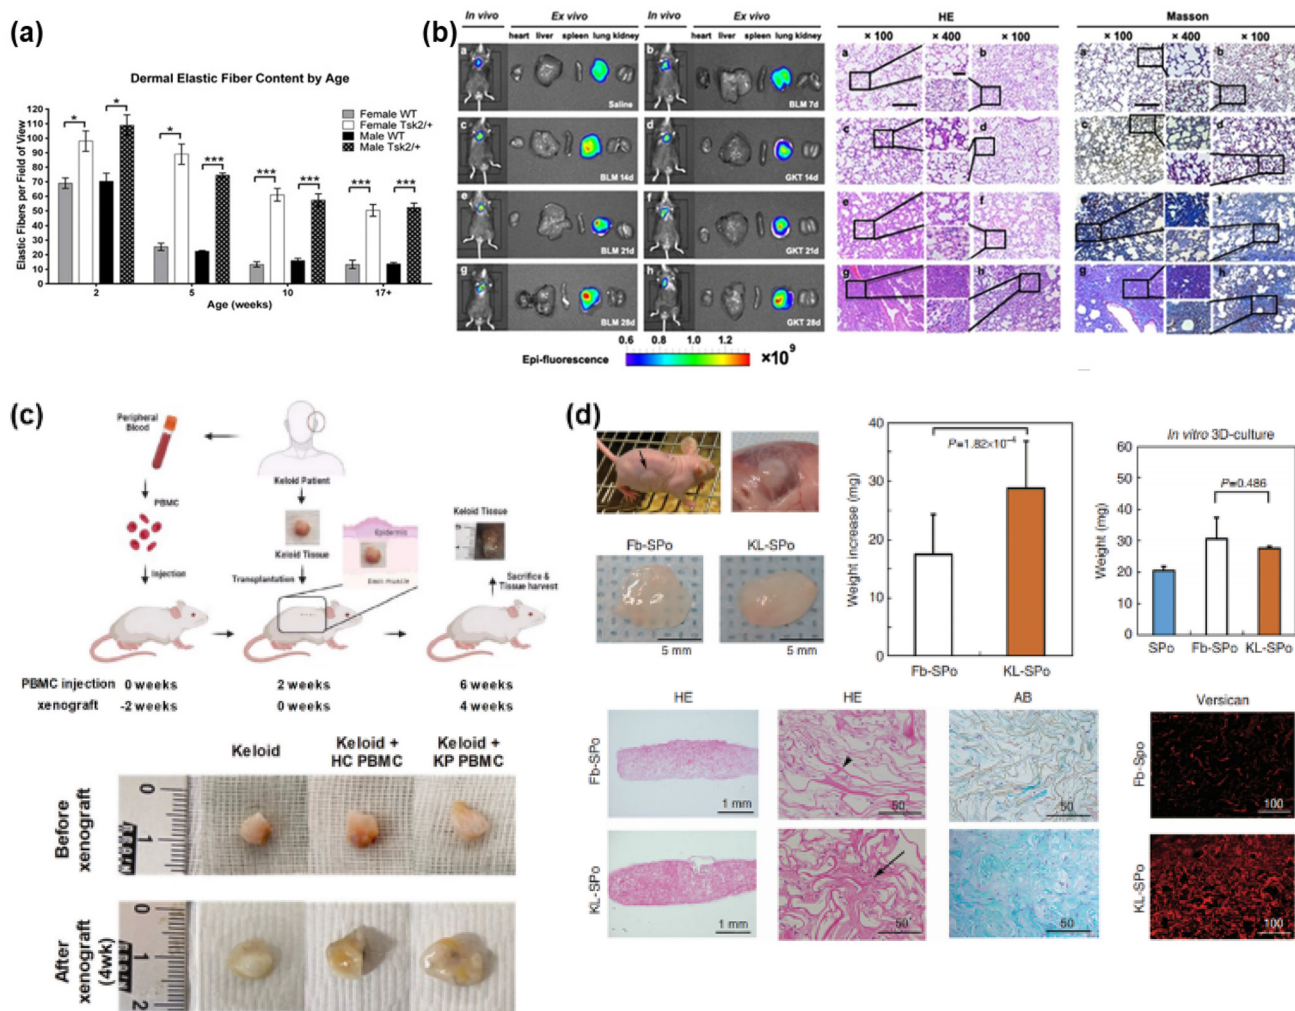 (a)
Dermal Elastic Fiber Content by Age
Elastic Fibers per Field of View
120
110
100
90
80
70
60
50
40
30
20
10
0
Female WT
Female Tsk2/+
Male WT
Male Tsk2/+
* * * *** *** *** *** ***
2 5 10 17+
Age (weeks)
(b)
In vivo Ex vivo In vivo Ex vivo
heart liver spleen lung kidney heart liver spleen lung kidney
a Saline b BLM 7d
c BLM 14d d GKT 14d
e BLM 21d f GKT 21d
g BLM 28d h GKT 28d
0.6 0.8 1.0 1.2
Epi-fluorescence
×10⁹
HE
× 100 × 400 × 100
a b
c d
e f
g h
Masson
× 100 × 400 × 100
a b
c d
e f
g h
(c)
Peripheral
Blood
PBMC
Injection
Keloid Patient
Keloid Tissue
Transplantation
Epidermic
Keloid Tissue
Sacrifice &
Tissue harvest
PBMC injection 0 weeks 2 weeks 6 weeks
xenograft -2 weeks 0 weeks 4 weeks
Keloid
Keloid +
HC PBMC
Keloid +
KP PBMC
Before
xenograft
0
1
After
xenograft
(4wk)
0
1
2
(d)
Fb-SPo KL-SPo
5 mm 5 mm
Weight increase (mg)
40
30
20
10
0
Fb-SPo KL-SPo
In vitro 3D-culture
Weight (mg)
60
50
40
30
20
10
0
P=0.486
SPo Fb-SPo KL-SPo
HE HE AB Versican
Fb-SPo
1 mm 50 50
Fb-Spo
100
KL-SPo
1 mm 50 50
KL-SPo
100